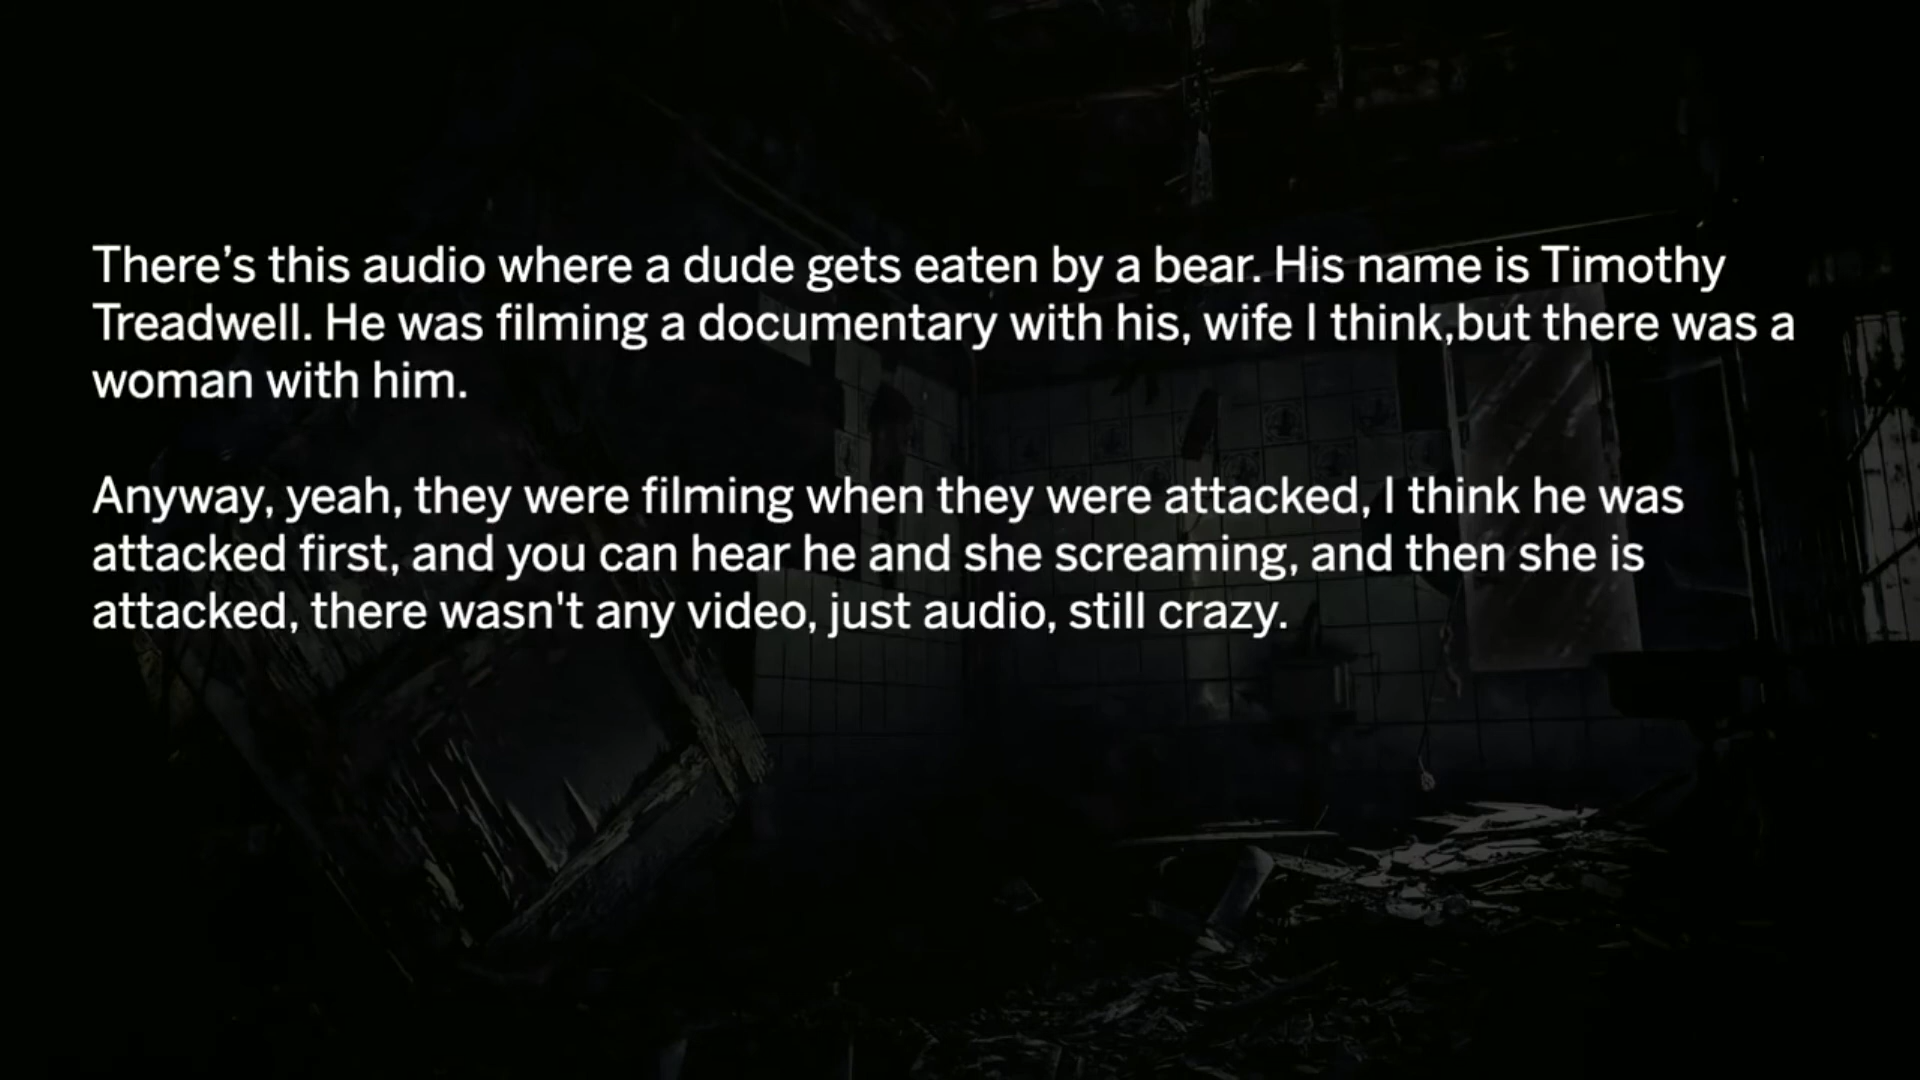 There’s this audio where a dude gets eaten by a bear. His name is Timothy
Treadwell. He was filming a documentary with his, wife I think,but there was a
woman with him.
Anyway, yeah, they were filming when they were attacked, I think he was
attacked first, and you can hear he and she screaming, and then she is
attacked, there wasn't any video, just audio, still crazy.